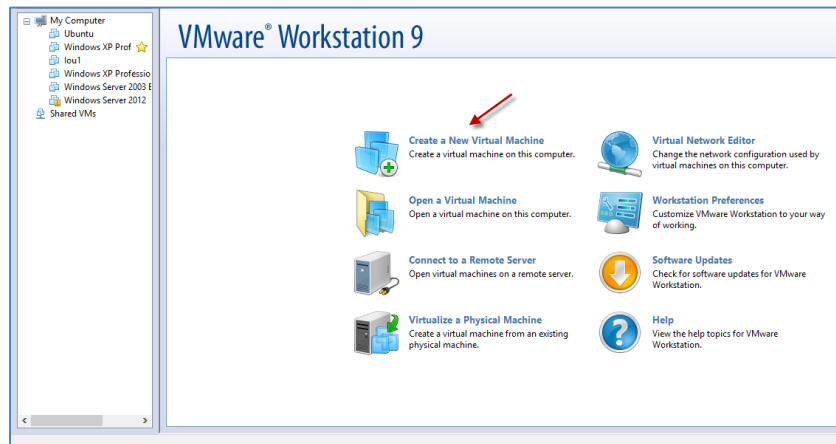 My Computer
Ubuntu
Windows XP Prof
lou1
Windows XP Professio
Windows Server 2003 E
Windows Server 2012
Shared VMs
VMware® Workstation 9
Create a New Virtual Machine
Create a virtual machine on this computer.
Open a Virtual Machine
Open a virtual machine on this computer.
Connect to a Remote Server
Open virtual machines on a remote server.
Virtualize a Physical Machine
Create a virtual machine from an existing
physical machine.
Virtual Network Editor
Change the network configuration used by
virtual machines on this computer.
Workstation Preferences
Customize VMware Workstation to your way
of working.
Software Updates
Check for software updates for VMware
Workstation.
Help
View the help topics for VMware
Workstation.